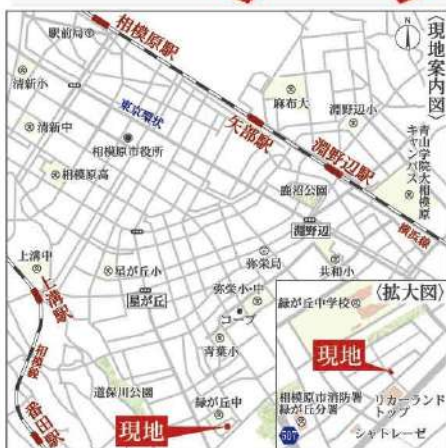 〈現地案内図〉
N
駅前局
相模原駅
清新小
麻布大
淵野辺小
清新中
東京環状
矢部駅
淵野辺駅
青山学院大相模原
キャンパス
相模原市役所
相模原高
鹿沼公園
横浜線
淵野辺
上溝中
弥栄局
共和小
星が丘小
上溝駅
星が丘
弥栄小・中
コープ
青葉小
相模線
道保川公園
番田駅
緑が丘中
現地
〈拡大図〉
緑が丘中学校
現地
相模原市消防署
緑が丘分署
リカーランド
トップ
507
シャトレーゼ